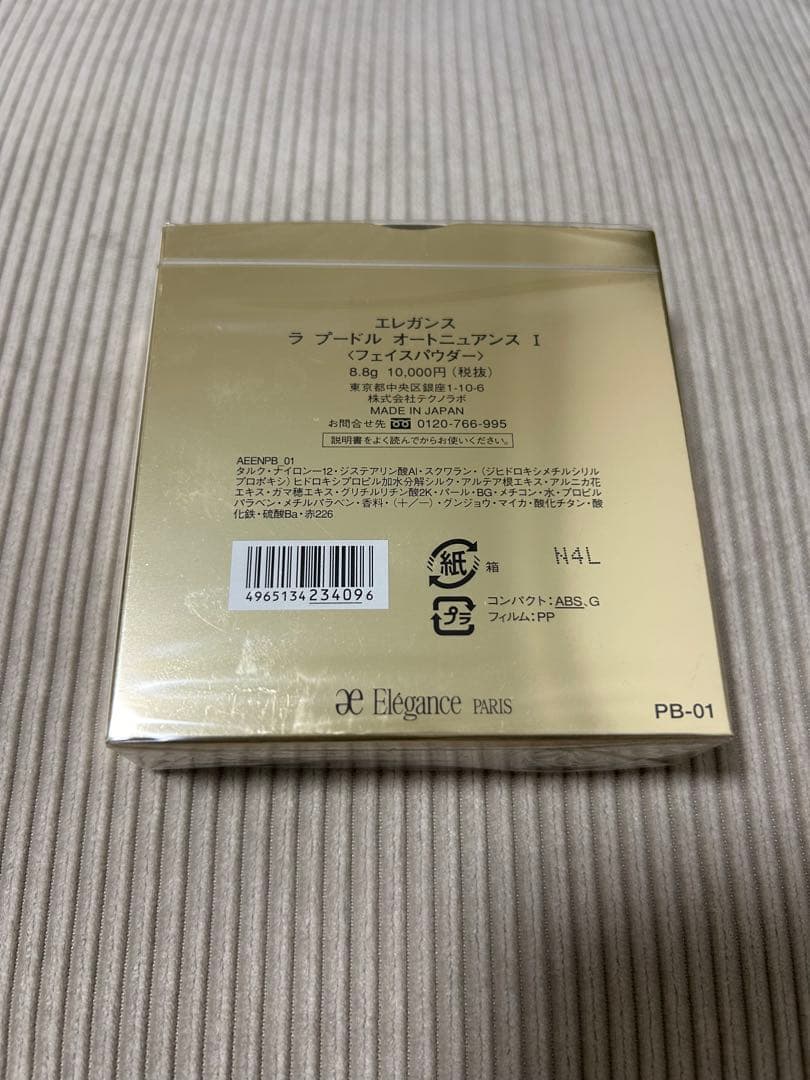 エレガンス
ラ プードル オートニュアンス I
〈フェイスパウダー〉
8.8g 10,000円（税抜）
東京都中央区銀座1-10-6
株式会社テクノラボ
MADE IN JAPAN
お問合せ先 0120-766-995
説明書をよく読んでからお使いください。
AEENPB_01
タルク・ナイロン－12・ジステアリン酸Al・スクワラン・（ジヒドロキシメチルシリル
プロポキシ）ヒドロキシプロピル加水分解シルク・アルテア根エキス・アルニカ花
エキス・ガマ穂エキス・グリチルリチン酸2K・パール・BG・メチコン・水・プロピル
パラベン・メチルパラベン・香料・（＋／－）・グンジョウ・マイカ・酸化チタン・酸
化鉄・硫酸Ba・赤226
4965134234096
紙 箱
N4L
プラ コンパクト：ABS、G
フィルム：PP
æ Elégance PARIS
PB-01